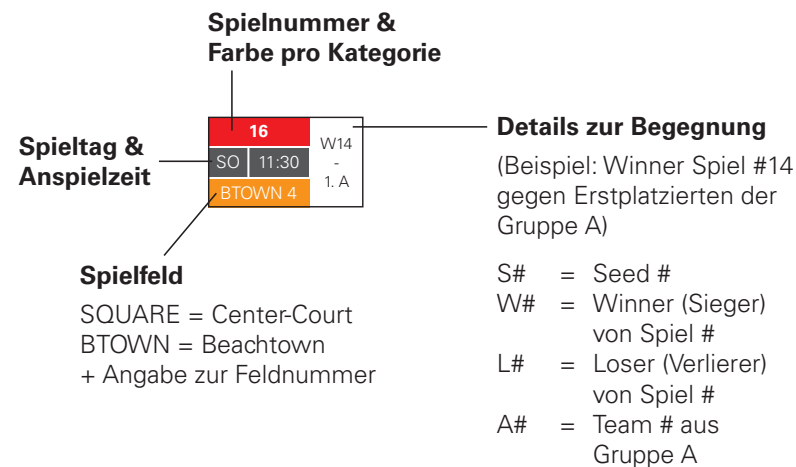 Spielnummer &
Farbe pro Kategorie
Spieltag &
Anspielzeit
16
SO 11:30
BTOWN 4
W14
-
1. A
Details zur Begegnung
(Beispiel: Winner Spiel #14
gegen Erstplatzierten der
Gruppe A)
Spielfeld
SQUARE = Center-Court
BTOWN = Beachtown
+ Angabe zur Feldnummer
S# = Seed #
W# = Winner (Sieger)
von Spiel #
L# = Loser (Verlierer)
von Spiel #
A# = Team # aus
Gruppe A